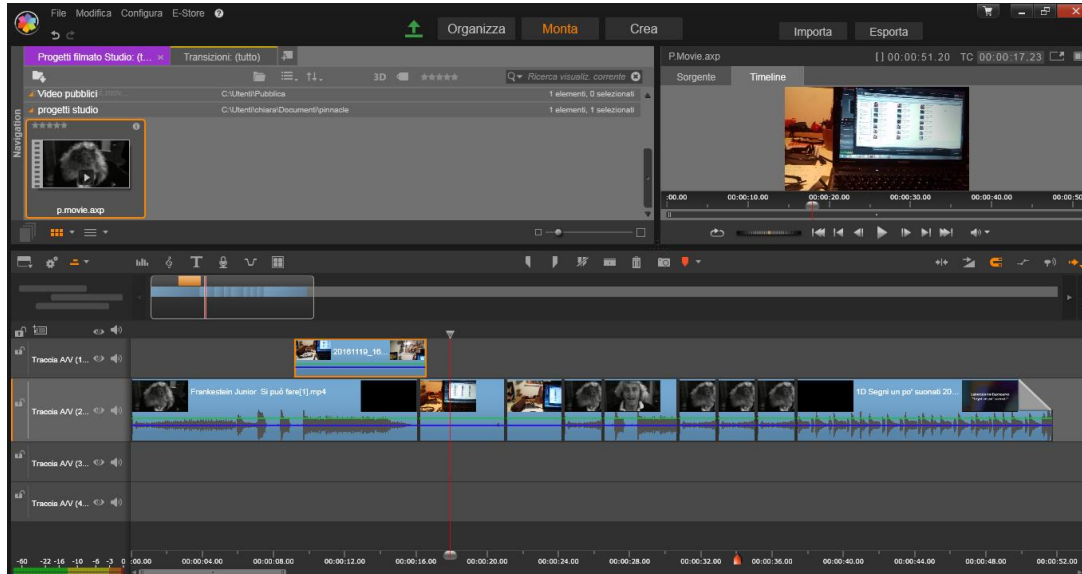 File Modifica Configura E-Store ?
Organizza Monta Crea Importa Esporta
Progetti filmato Studio: (t... × Transizioni: (tutto)
P.Movie.axp [ ] 00:00:51.20 TC 00:00:17.23
3D Ricerca visualiz. corrente
Sorgente Timeline
Video pubblici C:\Utenti\Pubblica 1 elementi, 0 selezionati
progetti studio C:\Utenti\chiara\Documenti\pinnacle 1 elementi, 1 selezionati
Navigation
p.movie.axp
:00.00 00:00:10.00 00:00:20.00 00:00:30.00 00:00:40.00 00:00:50
Traccia A/V (1... 20161119_16...
Traccia A/V (2... Frankestein Junior Si può fare[1].mp4 1D Segni un po' suonati 20...
Traccia A/V (3...
Traccia A/V (4...
-60 -22 -16 -10 -6 -3 0 :00.00 00:00:04.00 00:00:08.00 00:00:12.00 00:00:16.00 00:00:20.00 00:00:24.00 00:00:28.00 00:00:32.00 00:00:36.00 00:00:40.00 00:00:44.00 00:00:48.00 00:00:52.00